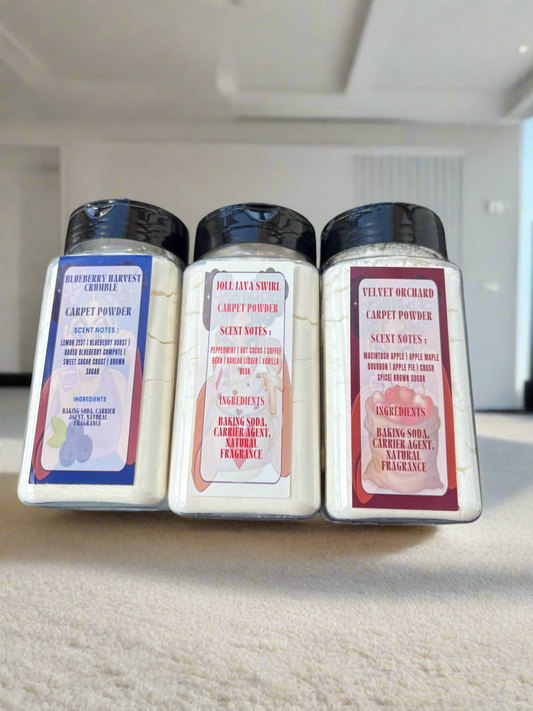 BLUEBERRY HARVEST
CRUMBLE
CARPET POWDER
SCENT NOTES :
LEMON ZEST | BLUEBERRY BURST |
BAKED BLUEBERRY COMPOTE |
SWEET SUGAR CRUST | BROWN
SUGAR
INGREDIENTS
BAKING SODA, CARRIER
AGENT, NATURAL
FRAGRANCE
JOLLI JAVA SWIRL
CARPET POWDER
SCENT NOTES :
PEPPERMINT | HOT COCOA | COFFEE
BEAN | KAHLUA LIQUER | VANILLA
BEAN
INGREDIENTS
BAKING SODA,
CARRIER AGENT,
NATURAL
FRAGRANCE
VELVET ORCHARD
CARPET POWDER
SCENT NOTES :
MACINTOSH APPLE | APPLE MAPLE
BOURBON | APPLE PIE | CRUSH
SPICE| BROWN SUGAR
INGREDIENTS
BAKING SODA,
CARRIER AGENT,
NATURAL
FRAGRANCE